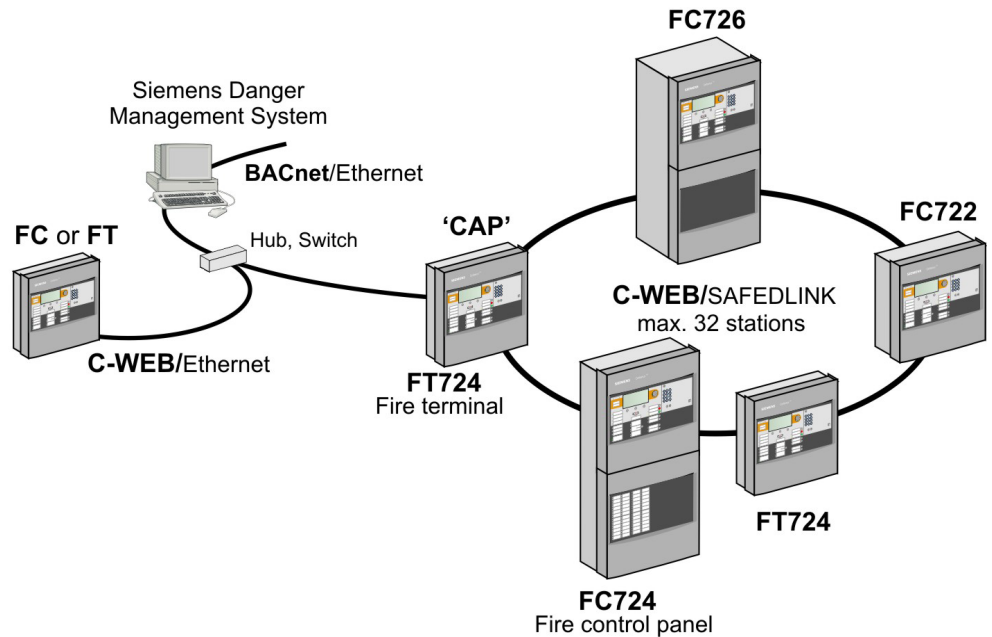 FC726
Siemens Danger
Management System
BACnet/Ethernet
FC722
FC or FT
Hub, Switch
'CAP'
C-WEB/SAFEDLINK
max. 32 stations
C-WEB/Ethernet
FT724
Fire terminal
FT724
FC724
Fire control panel